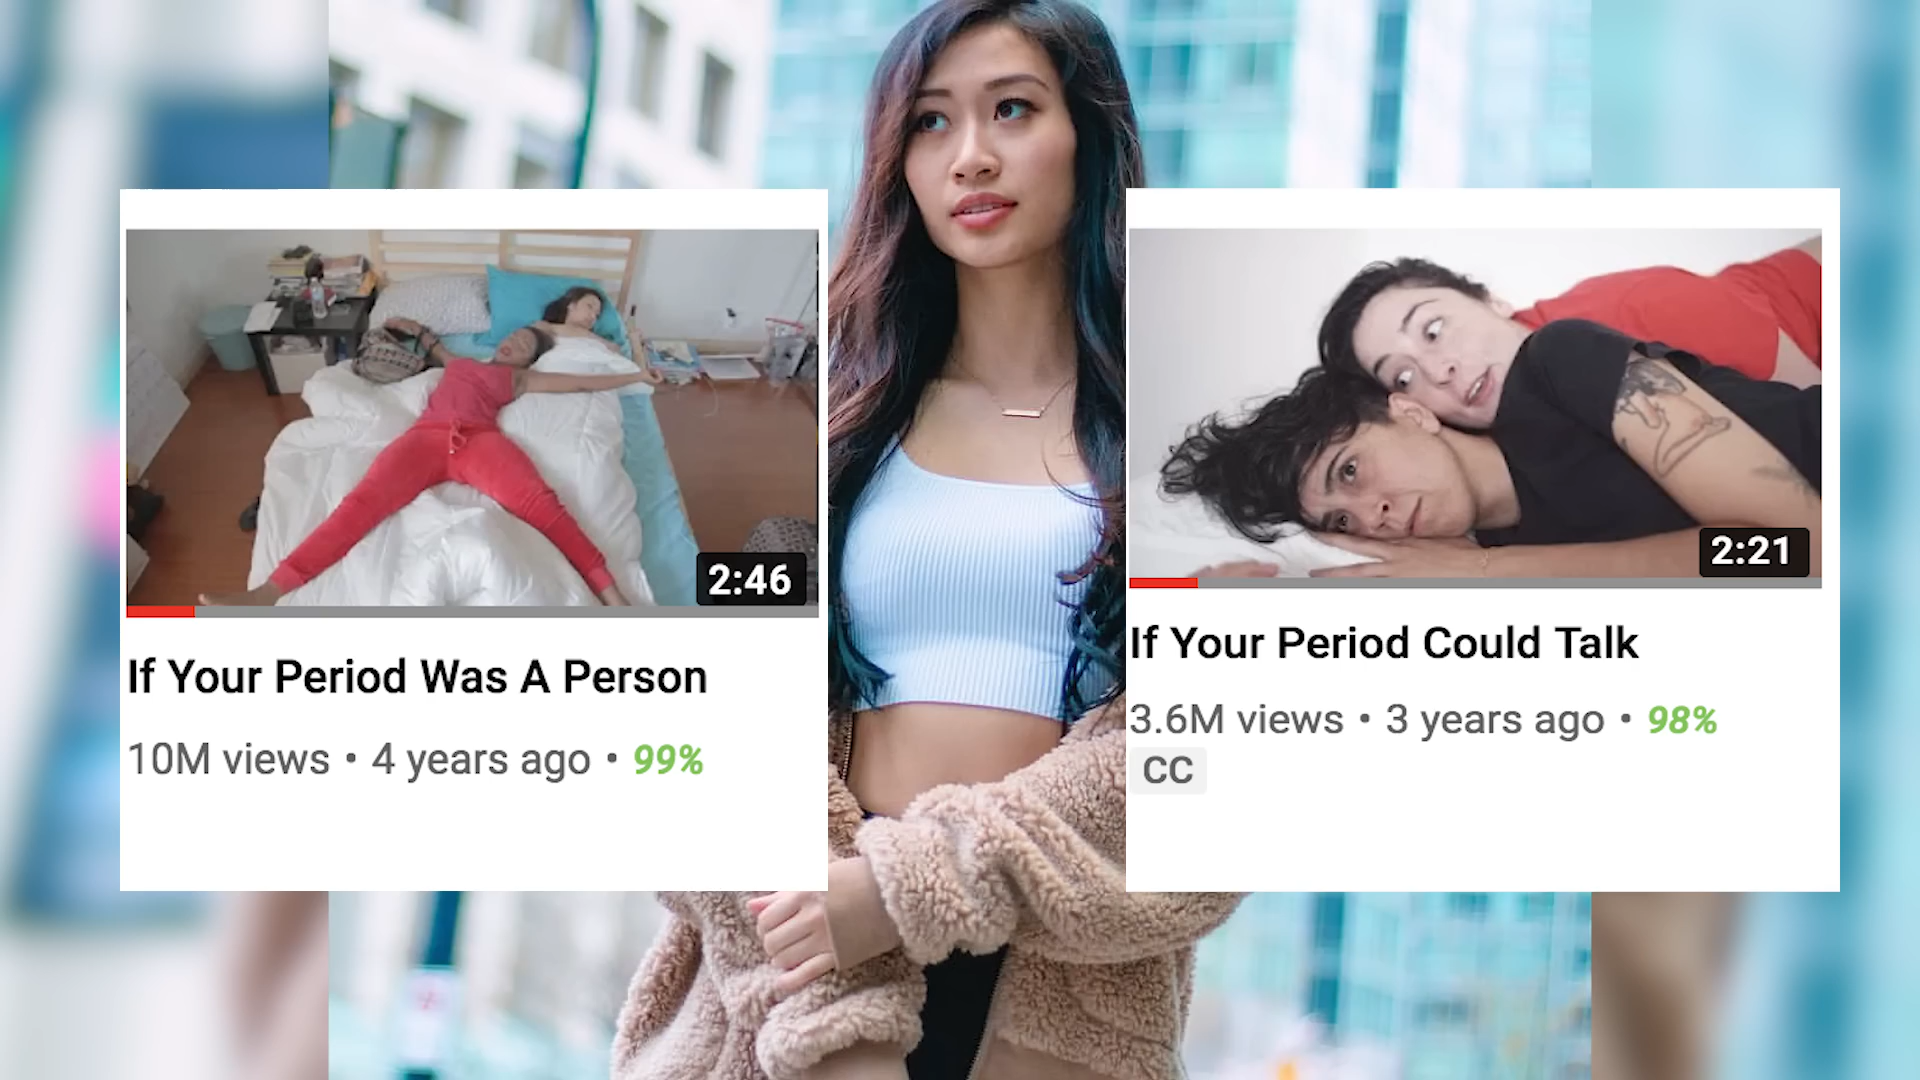 2:46
If Your Period Was A Person
10M views • 4 years ago • 99%
2:21
If Your Period Could Talk
3.6M views • 3 years ago • 98%
CC